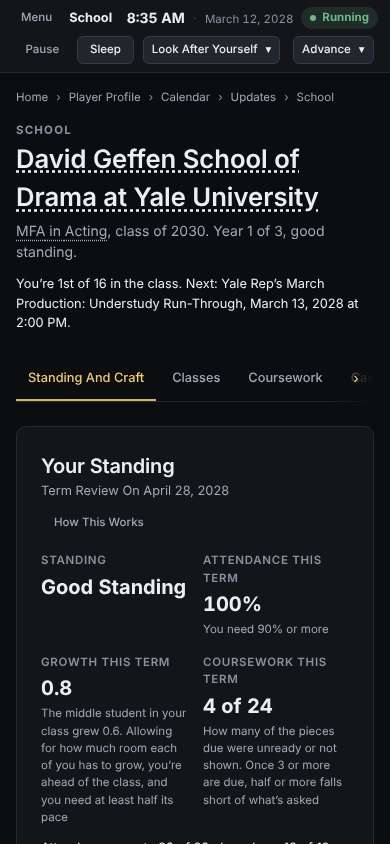 Menu School 8:35 AM · March 12, 2028 Running
Pause Sleep Look After Yourself ▾ Advance ▾
Home › Player Profile › Calendar › Updates › School
SCHOOL
David Geffen School of
Drama at Yale University
MFA in Acting, class of 2030. Year 1 of 3, good
standing.
You're 1st of 16 in the class. Next: Yale Rep's March
Production: Understudy Run-Through, March 13, 2028 at
2:00 PM.
Standing And Craft Classes Coursework
Your Standing
Term Review On April 28, 2028
How This Works
STANDING
Good Standing
ATTENDANCE THIS
TERM
100%
You need 90% or more
GROWTH THIS TERM
0.8
The middle student in your
class grew 0.6. Allowing
for how much room each
of you has to grow, you're
ahead of the class, and
you need at least half its
pace
COURSEWORK THIS
TERM
4 of 24
How many of the pieces
due were unready or not
shown. Once 3 or more
are due, half or more falls
short of what's asked